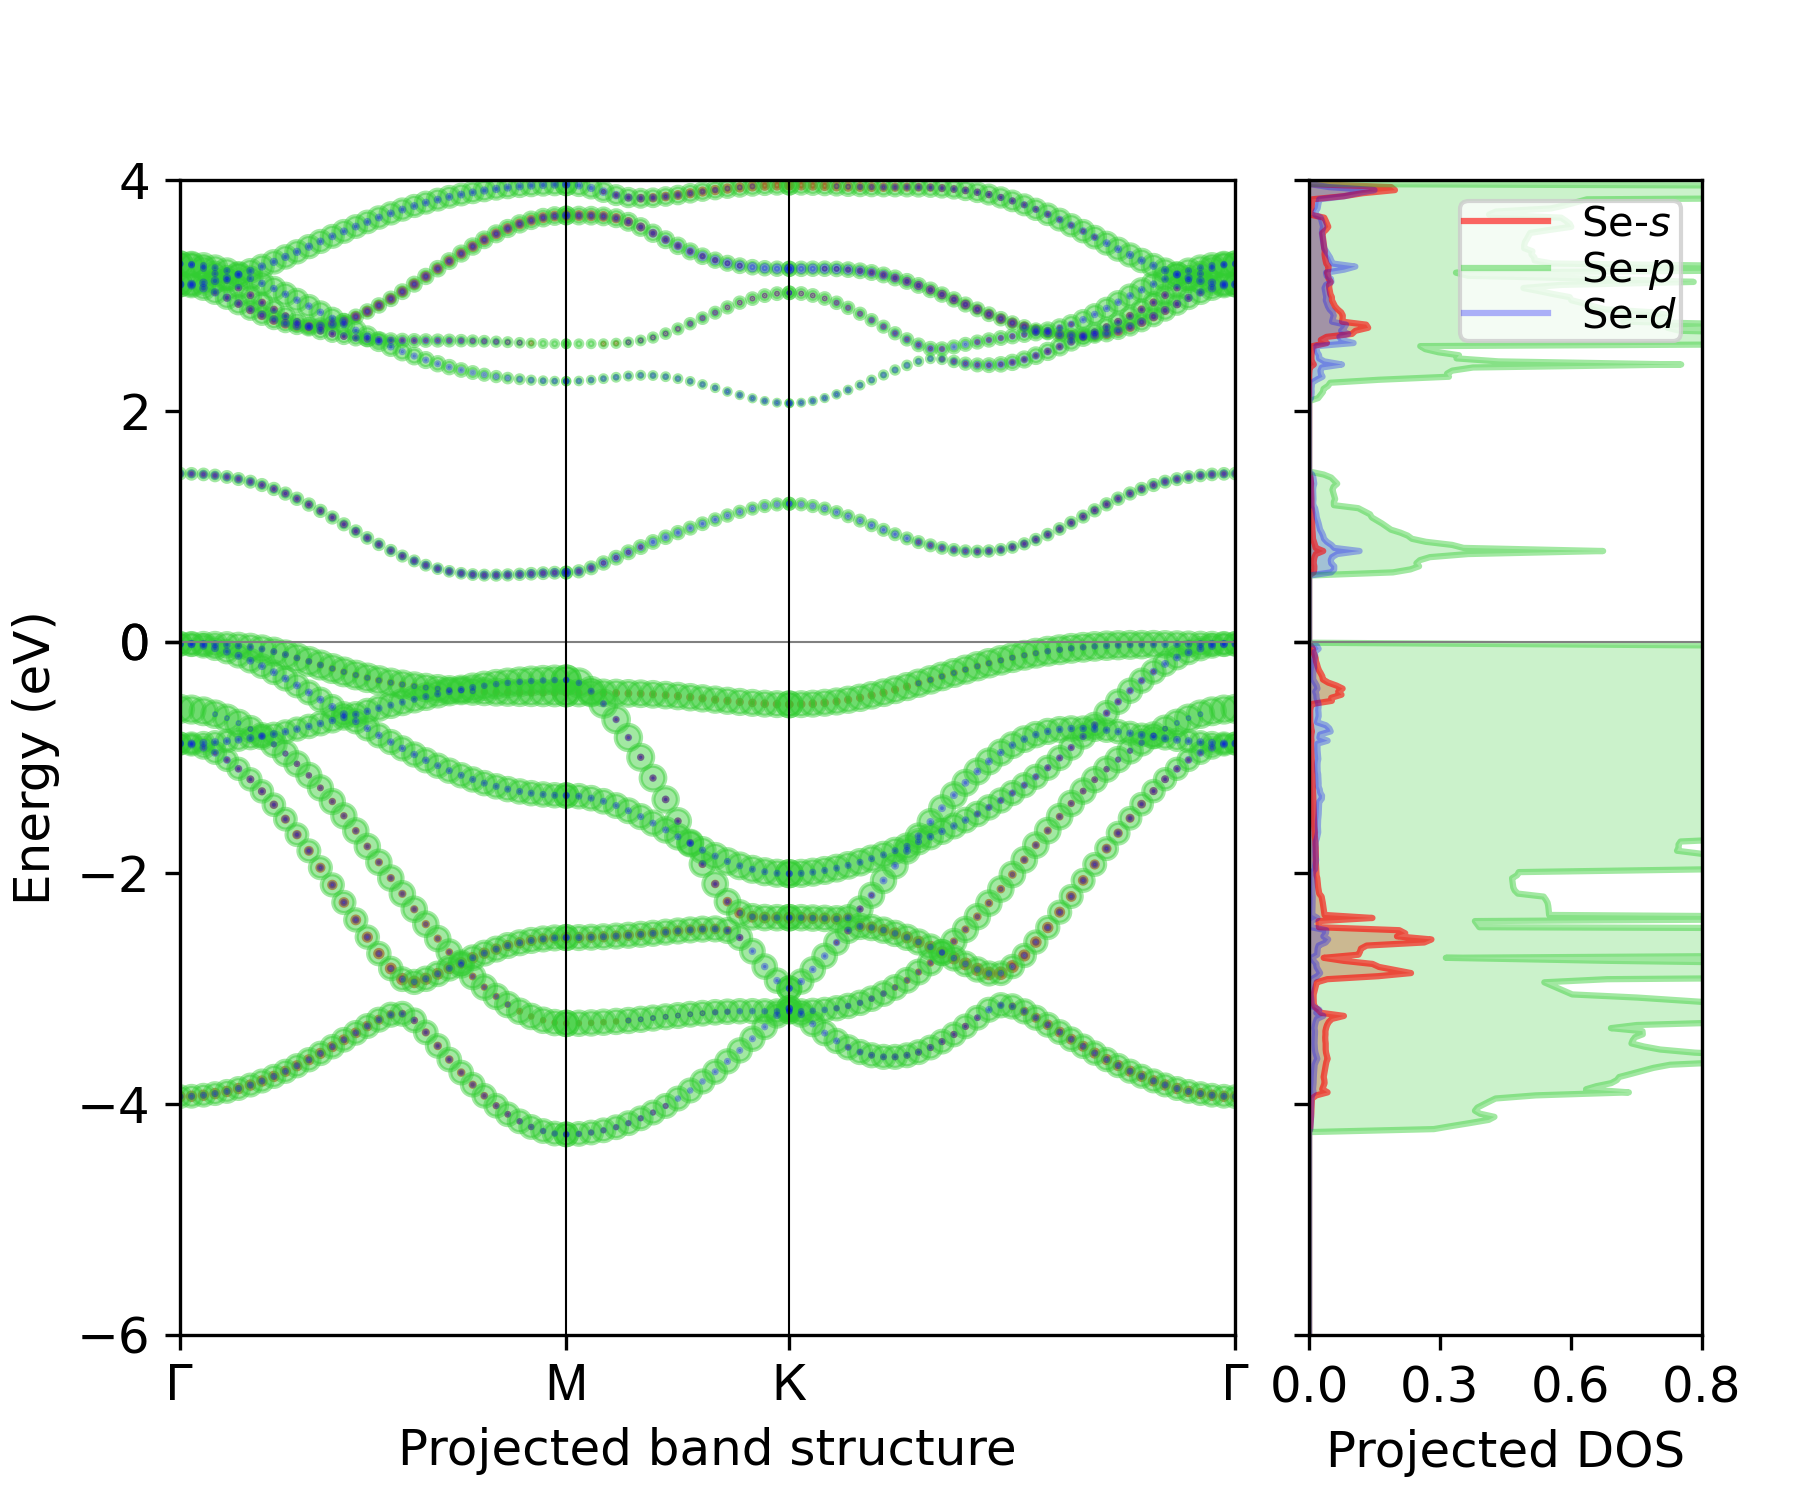 4
2
0
−2
−4
−6
Energy (eV)
Γ
M
K
Γ
Projected band structure
Se-s
Se-p
Se-d
0.0
0.3
0.6
0.8
Projected DOS